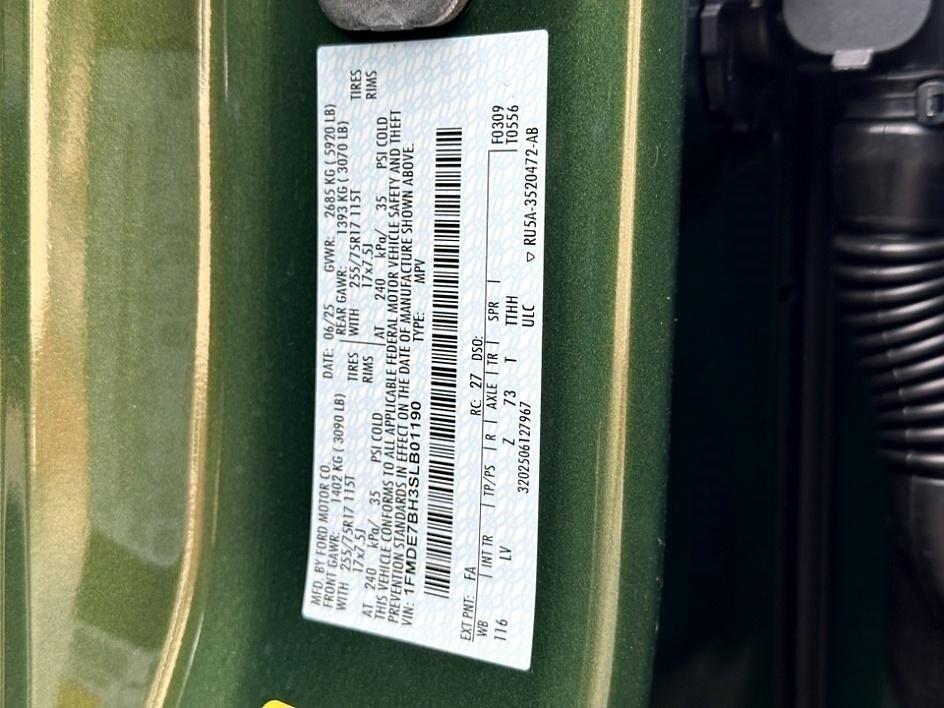 MFD. BY FORD MOTOR CO.
DATE: 06/25 GVWR: 2685 KG ( 5920 LB)
FRONT GAWR: 1402 KG ( 3090 LB) REAR GAWR: 1393 KG ( 3070 LB)
WITH 255/75R17 115T TIRES WITH 255/75R17 115T TIRES
17x7.5J RIMS 17x7.5J RIMS
AT 240 kPa/ 35 PSI COLD AT 240 kPa/ 35 PSI COLD
THIS VEHICLE CONFORMS TO ALL APPLICABLE FEDERAL MOTOR VEHICLE SAFETY AND THEFT
PREVENTION STANDARDS IN EFFECT ON THE DATE OF MANUFACTURE SHOWN ABOVE.
VIN: 1FMDE7BH3SLB01190 TYPE: MPV
EXT PNT: FA RC: 27 DSO: F0309
WB INT TR TP/PS R AXLE TR SPR T0556
116 LV Z 73 T TTHH
3202506127967 ULC ▽ RU5A-3520472-AB